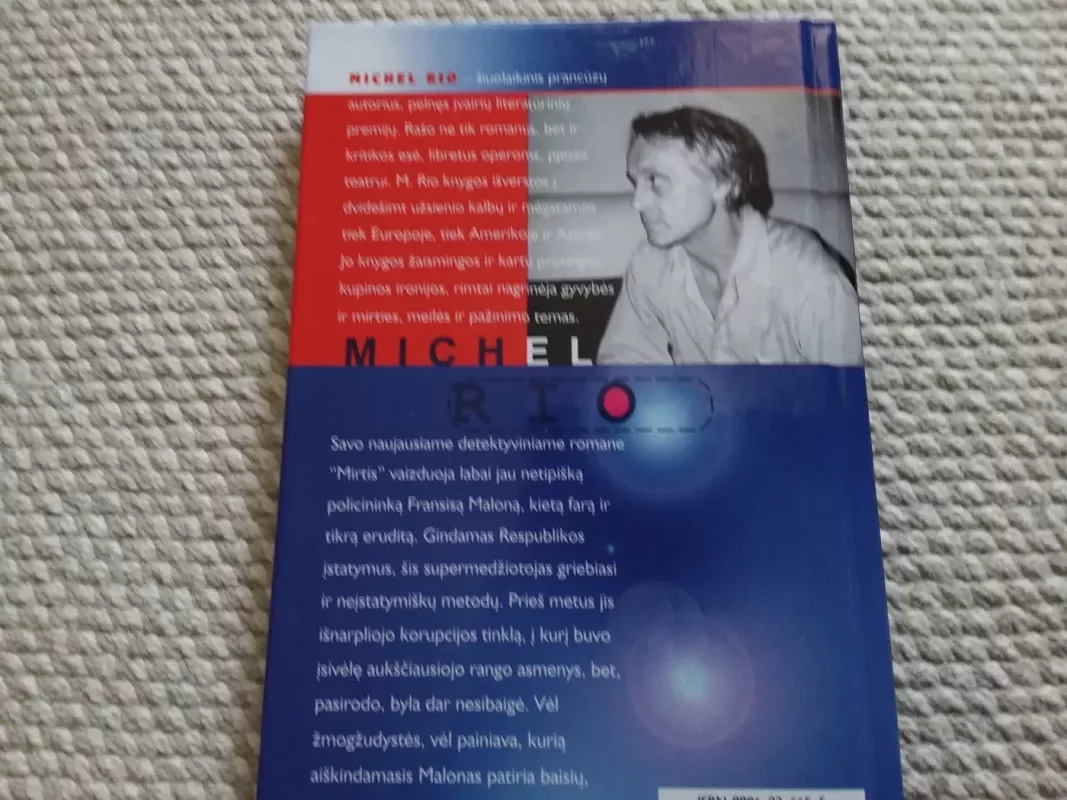 MICHEL RIO – šiuolaikinis prancūzų
autorius, pelnęs įvairių literatūrinių
premijų. Rašo ne tik romanus, bet ir
kritikos esė, libretus operoms, pjeses
teatrui. M. Rio knygos išverstos į
dvidešimt užsienio kalbų ir mėgstamos
tiek Europoje, tiek Amerikoje ir Azijoje.
Jo knygos žaismingos ir kartu
kupinos ironijos, rimtai nagrinėja gyvybės
ir mirties, meilės ir pažinimo temas.
MICHEL
RIO
Savo naujausiame detektyviniame romane
"Mirtis" vaizduoja labai jau netipišką
policininką Fransisą Maloną, kietą farą ir
tikrą eruditą. Gindamas Respublikos
įstatymus, šis supermedžiotojas griebiasi
ir neįstatymiškų metodų. Prieš metus jis
išnarpliojo korupcijos tinklą, į kurį buvo
įsivėlę aukščiausiojo rango asmenys, bet,
pasirodo, byla dar nesibaigė. Vėl
žmogžudystės, vėl painiava, kurią
aiškindamasis Malonas patiria baisių,
ISBN